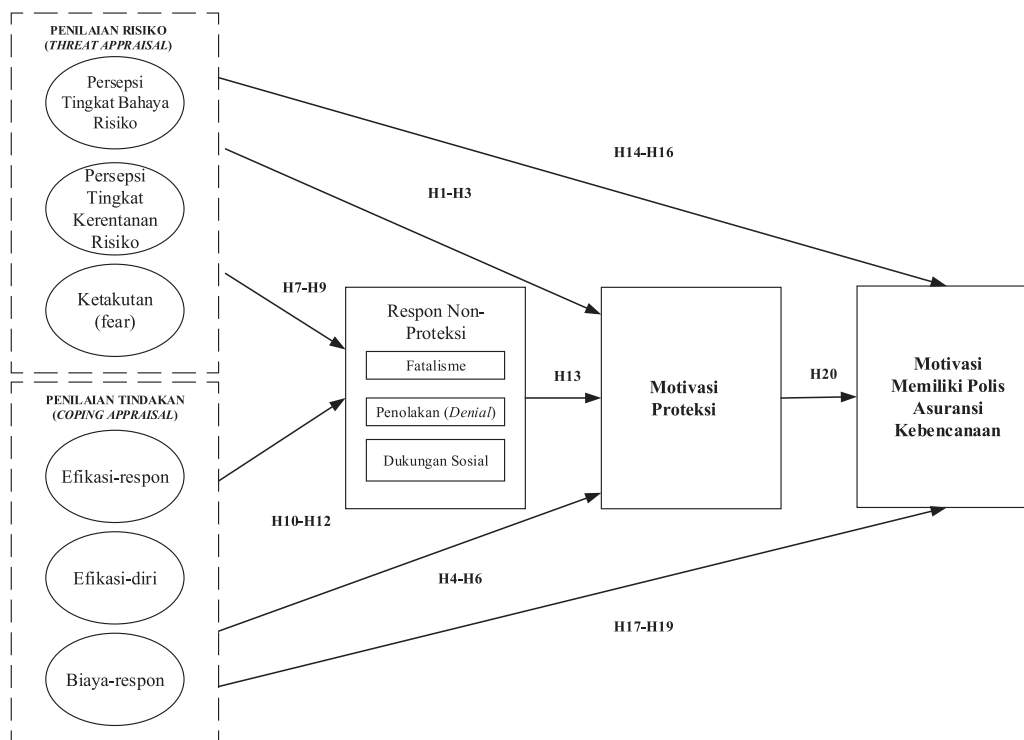 PENILAIAN RISIKO
(THREAT APPRAISAL)
Persepsi
Tingkat Bahaya
Risiko
Persepsi
Tingkat
Kerentanan
Risiko
Ketakutan
(fear)
PENILAIAN TINDAKAN
(COPING APPRAISAL)
Efikasi-respon
Efikasi-diri
Biaya-respon
H14-H16
H1-H3
H7-H9
H10-H12
H4-H6
H17-H19
Respon Non-
Proteksi
Fatalisme
Penolakan (Denial)
Dukungan Sosial
H13
Motivasi
Proteksi
H20
Motivasi
Memiliki Polis
Asuransi
Kebencanaan